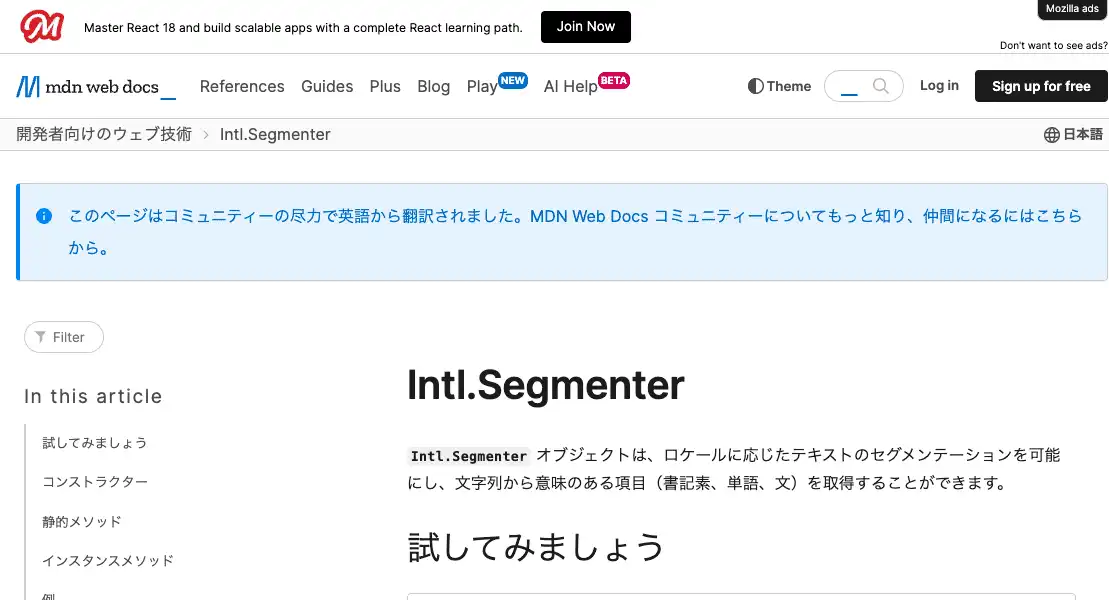 Mozilla ads
Master React 18 and build scalable apps with a complete React learning path.
Join Now
Don't want to see ads?
mdn web docs
References Guides Plus Blog Play NEW AI Help BETA
Theme
Log in
Sign up for free
開発者向けのウェブ技術 › Intl.Segmenter
日本語
このページはコミュニティーの尽力で英語から翻訳されました。MDN Web Docs コミュニティーについてもっと知り、仲間になるにはこちら
から。
Filter
In this article
試してみましょう
コンストラクター
静的メソッド
インスタンスメソッド
例
Intl.Segmenter
Intl.Segmenter オブジェクトは、ロケールに応じたテキストのセグメンテーションを可能
にし、文字列から意味のある項目（書記素、単語、文）を取得することができます。
試してみましょう